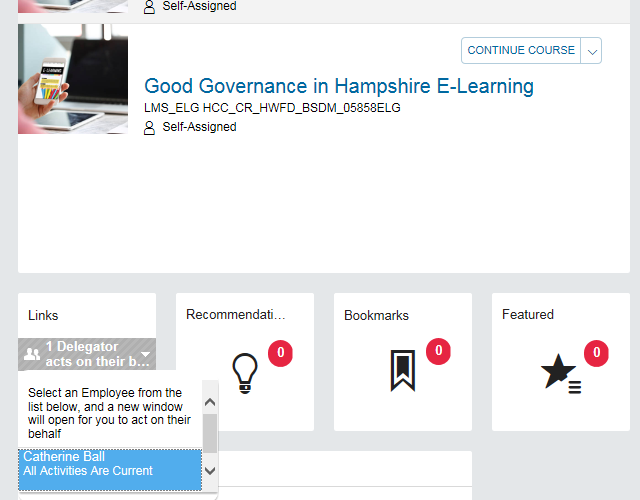 Self-Assigned
E-LEARNING
CONTINUE COURSE
Good Governance in Hampshire E-Learning
LMS_ELG HCC_CR_HWFD_BSDM_05858ELG
Self-Assigned
Links
1 Delegator
acts on their b...
Select an Employee from the
list below, and a new window
will open for you to act on their
behalf
Catherine Ball
All Activities Are Current
Recommendati...
0
Bookmarks
0
Featured
0